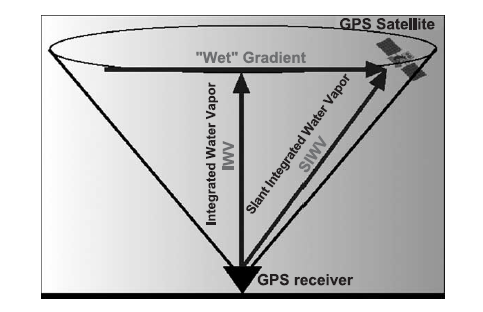 GPS Satellite
"Wet" Gradient
Integrated Water Vapor
IWV
Slant Integrated Water Vapor
SIWV
GPS receiver